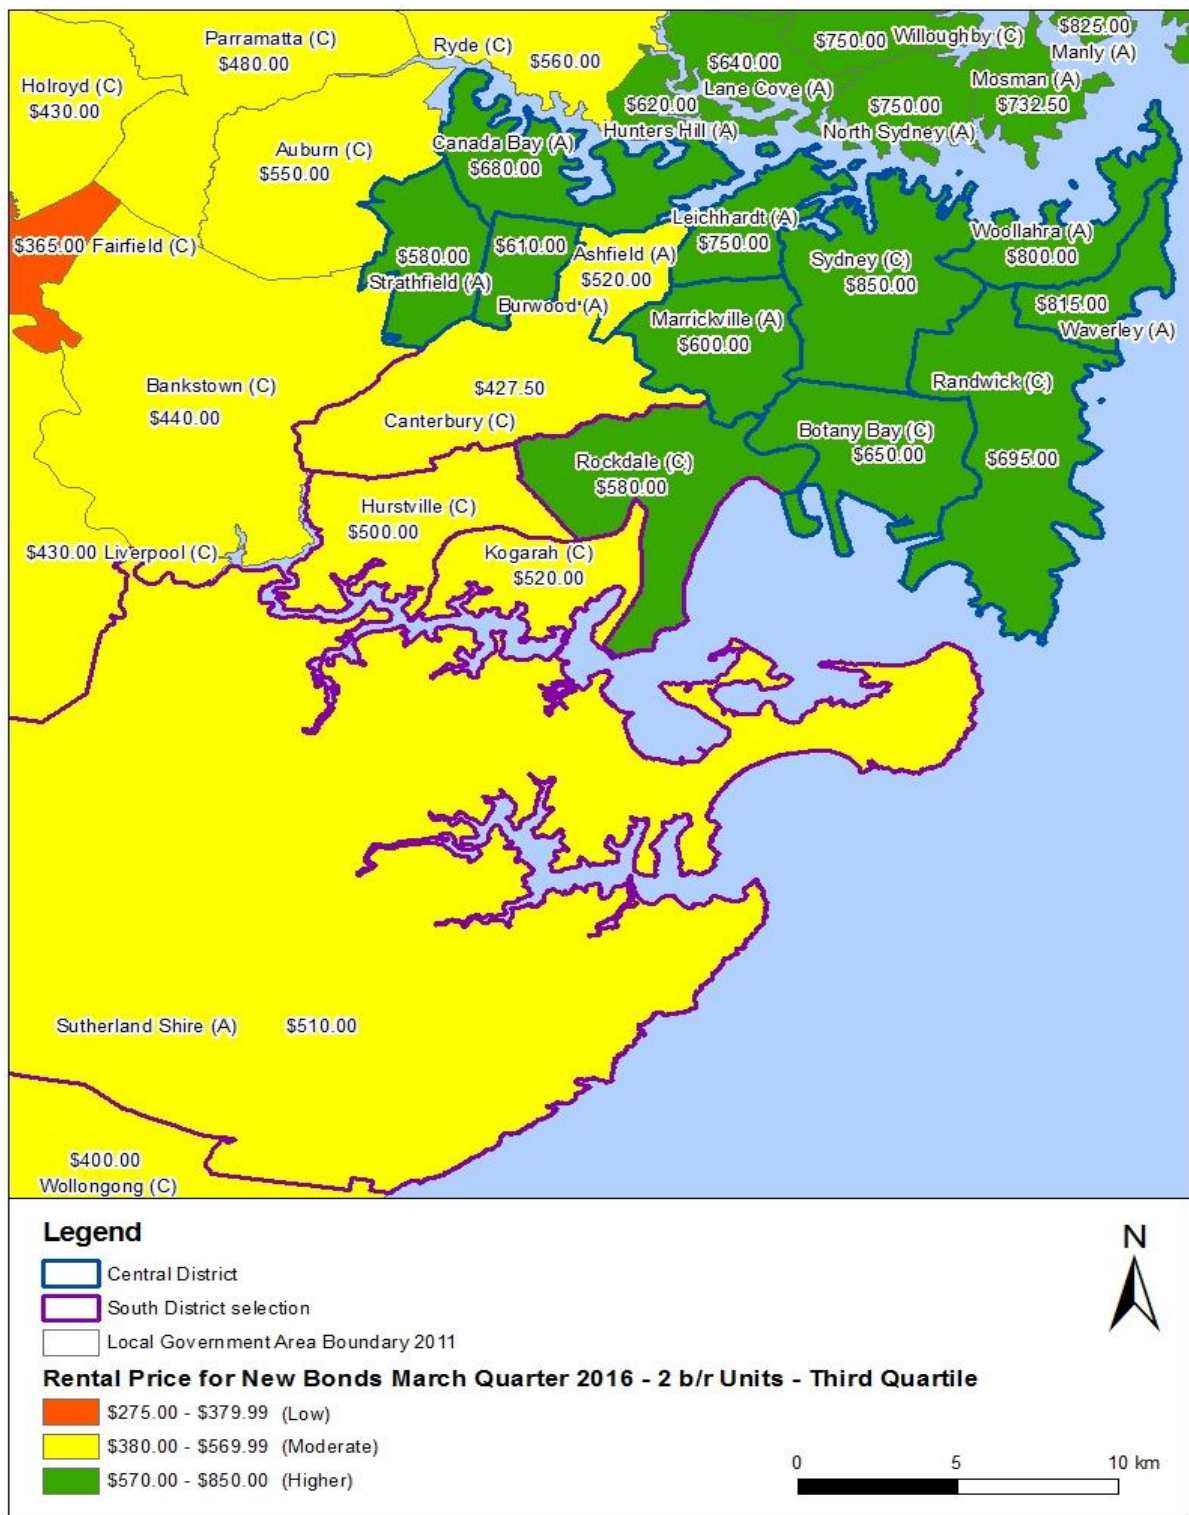 Parramatta (C)
$480.00
Ryde (C)
$560.00
$750.00 Willoughby (C)
$825.00
Manly (A)
Holroyd (C)
$430.00
$640.00
Lane Cove (A)
Mosman (A)
$732.50
$620.00
Hunters Hill (A)
$750.00
North Sydney (A)
Auburn (C)
$550.00
Canada Bay (A)
$680.00
$365.00 Fairfield (C)
$580.00
Strathfield (A)
$610.00
Burwood (A)
Ashfield (A)
$520.00
Leichhardt (A)
$750.00
Sydney (C)
$850.00
Woollahra (A)
$800.00
$815.00
Waverley (A)
Marrickville (A)
$600.00
Bankstown (C)
$440.00
$427.50
Canterbury (C)
Randwick (C)
$695.00
Botany Bay (C)
$650.00
Rockdale (C)
$580.00
Hurstville (C)
$500.00
Kogarah (C)
$520.00
$430.00 Liverpool (C)
Sutherland Shire (A) $510.00
$400.00
Wollongong (C)
Legend
Central District
South District selection
Local Government Area Boundary 2011
Rental Price for New Bonds March Quarter 2016 - 2 b/r Units - Third Quartile
$275.00 - $379.99 (Low)
$380.00 - $569.99 (Moderate)
$570.00 - $850.00 (Higher)
N
0 5 10 km